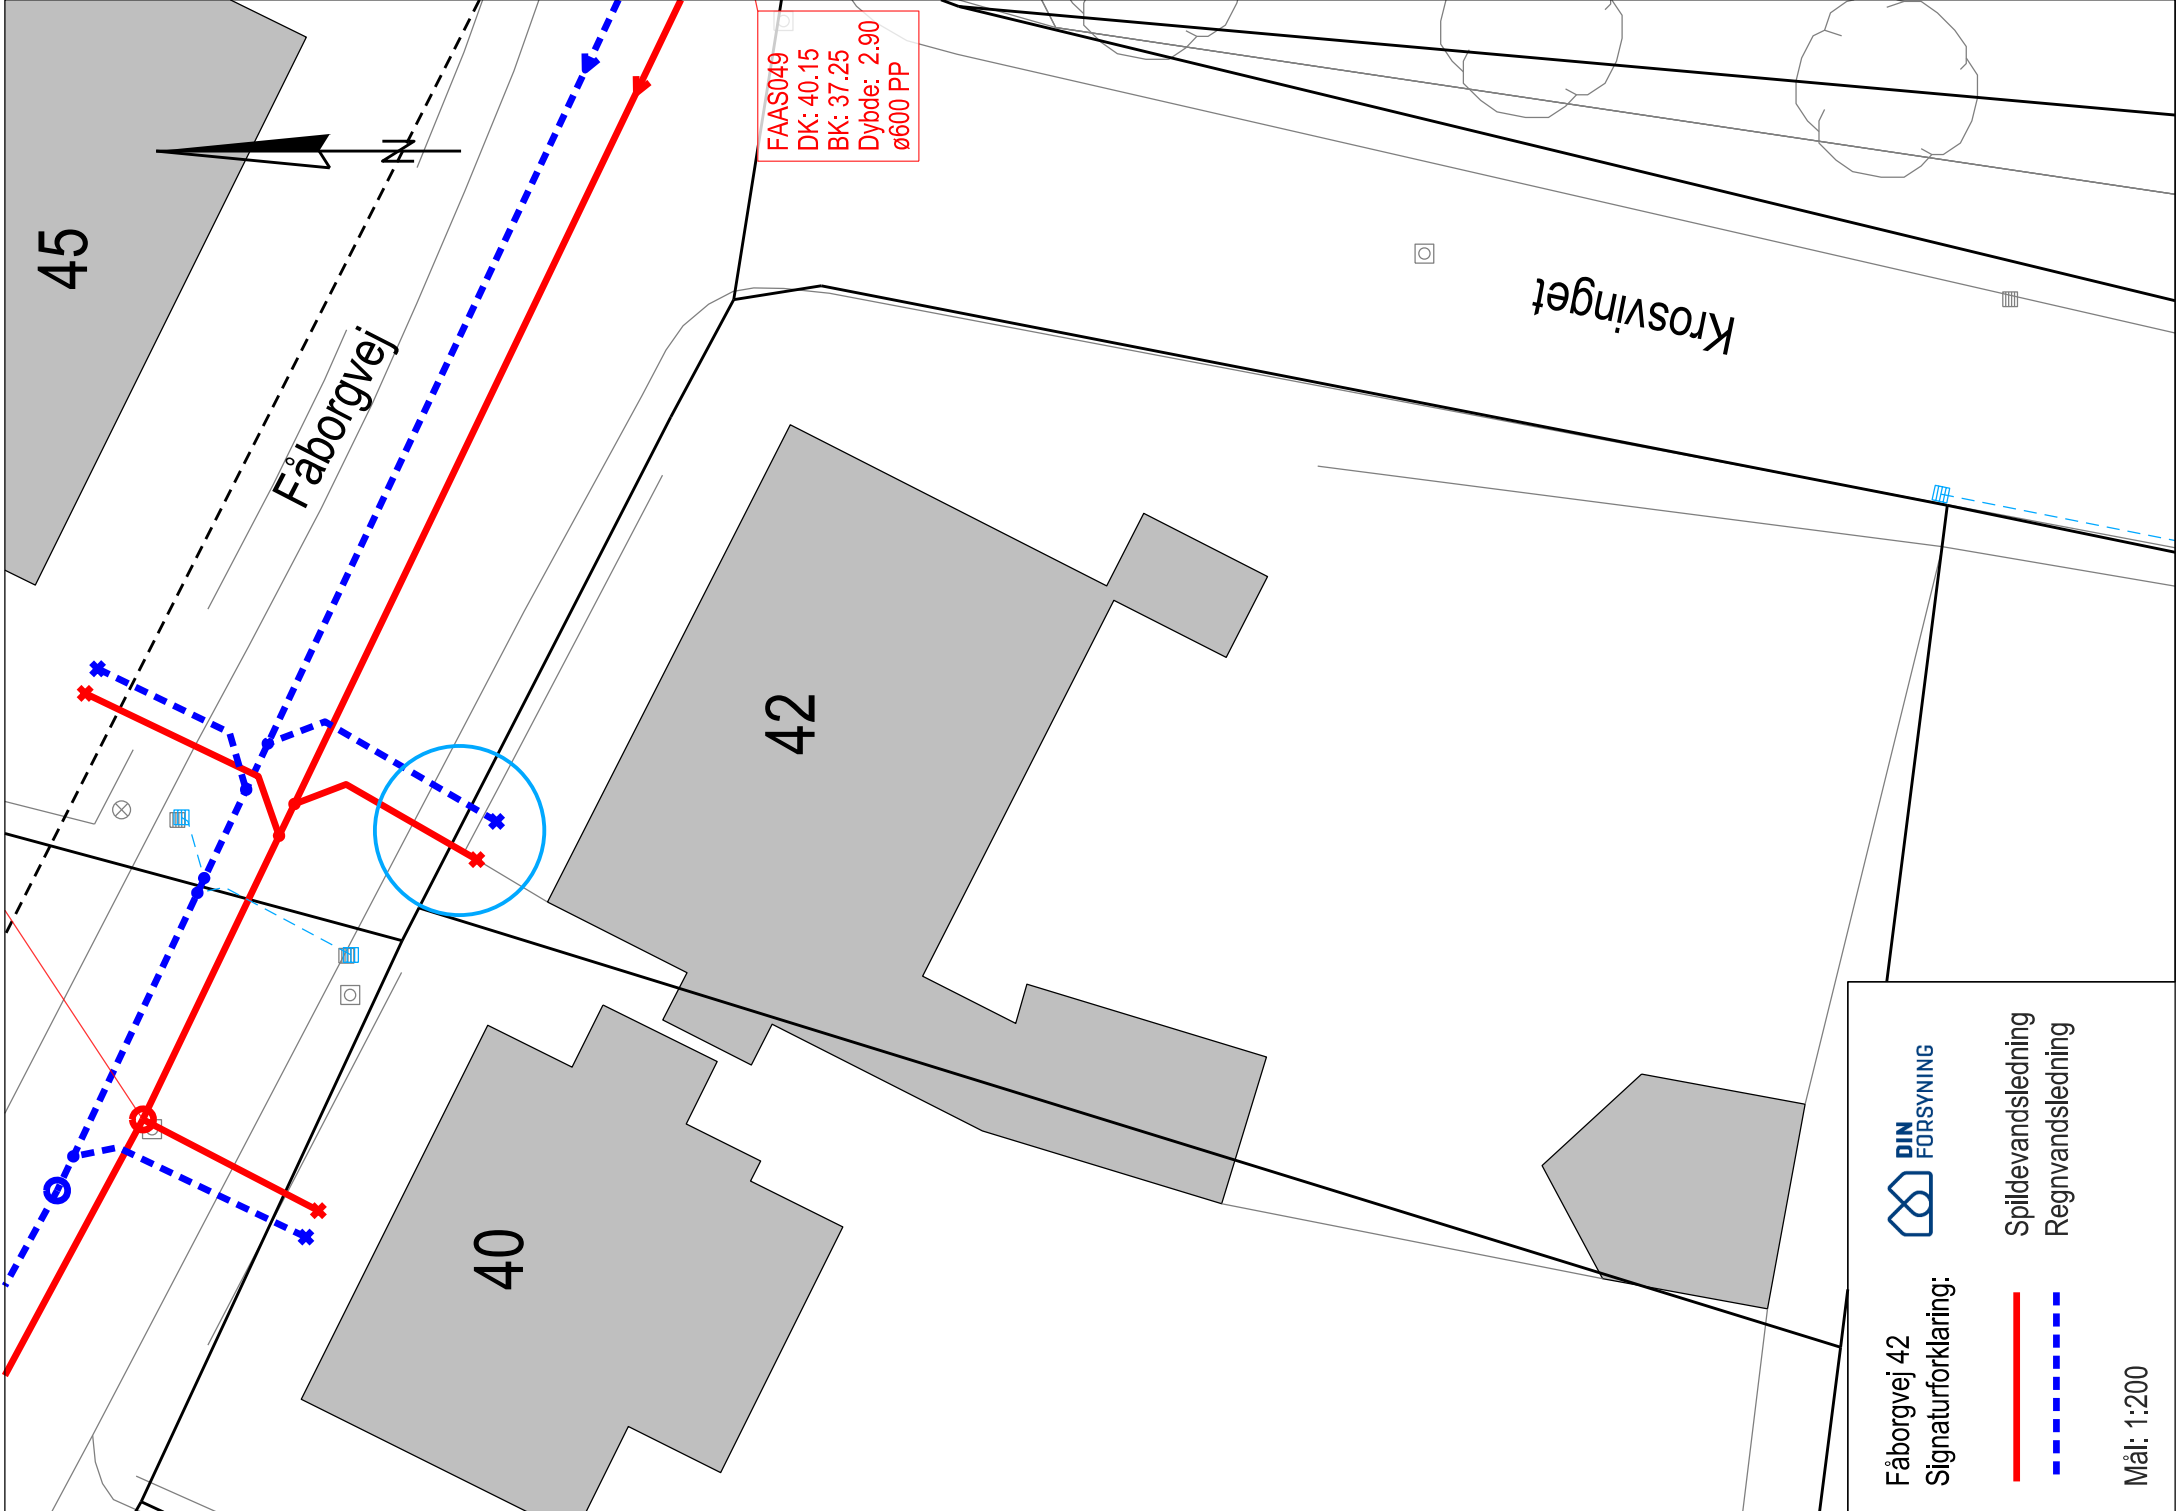 45
Fåborgvej
N
FAAS049
DK: 40.15
BK: 37.25
Dybde: 2.90
ø600 PP
Krosvinget
42
40
Fåborgvej 42
Signaturforklaring:
DIN
FORSYNING
Spildevandsledning
Regnvandsledning
Mål: 1:200